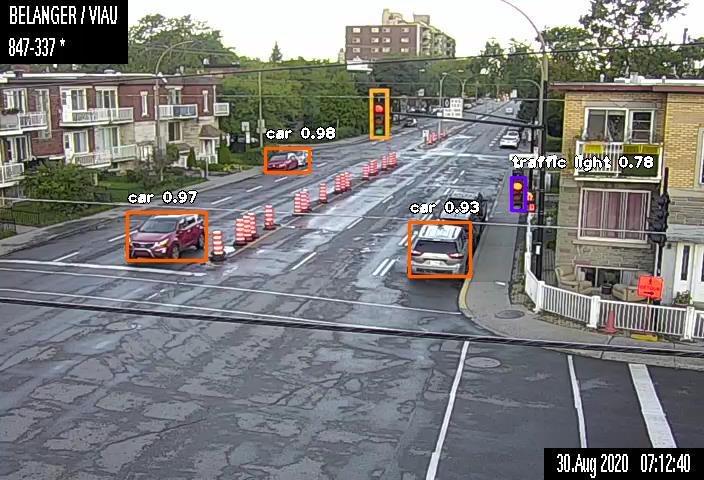 BELANGER / VIAU
847-337 *
car 0.98
traffic light 0.78
car 0.97
car 0.93
30.Aug 2020 07:12:40